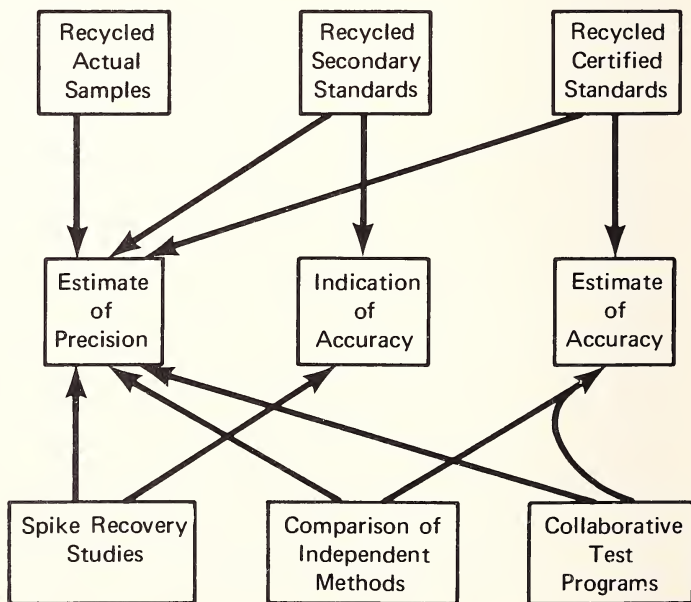 Recycled
Actual
Samples
Recycled
Secondary
Standards
Recycled
Certified
Standards
Estimate
of
Precision
Indication
of
Accuracy
Estimate
of
Accuracy
Spike Recovery
Studies
Comparison of
Independent
Methods
Collaborative
Test
Programs